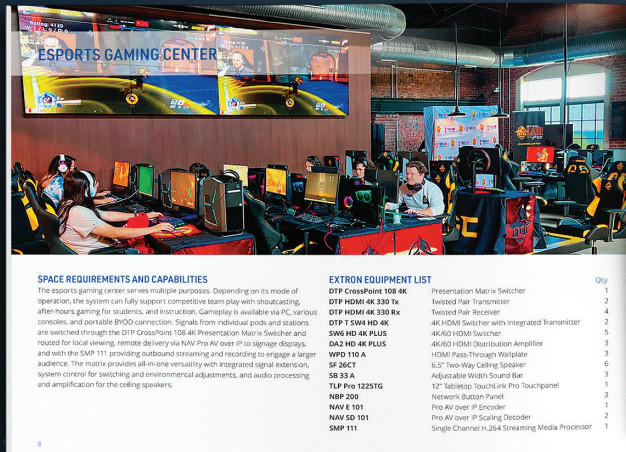 Rating: 4139
ESPORTS GAMING CENTER
SPACE REQUIREMENTS AND CAPABILITIES
The esports gaming center serves multiple purposes. Depending on its mode of
operation, the system can fully support competitive team play with shoutcasting,
after-hours gaming for students, and instruction. Gameplay is available via PC, various
consoles, and portable BYOD connection. Signals from individual pods and stations
are switched through the DTP CrossPoint 108 4K Presentation Matrix Switcher and
routed for local viewing, remote delivery via NAV Pro AV over IP to signage displays,
and with the SMP 111 providing outbound streaming and recording to engage a larger
audience. The matrix provides all-in-one versatility with integrated signal extension,
system control for switching and environmental adjustments, and audio processing
and amplification for the ceiling speakers.
EXTRON EQUIPMENT LIST Qty.
DTP CrossPoint 108 4K Presentation Matrix Switcher 1
DTP HDMI 4K 330 Tx Twisted Pair Transmitter 2
DTP HDMI 4K 330 Rx Twisted Pair Receiver 4
DTP T SW4 HD 4K 4K HDMI Switcher with Integrated Transmitter 2
SW6 HD 4K PLUS 4K/60 HDMI Switcher 5
DA2 HD 4K PLUS 4K/60 HDMI Distribution Amplifier 3
WPD 110 A HDMI Pass-Through Wallplate 3
SF 26CT 6.5" Two-Way Ceiling Speaker 6
SB 33 A Adjustable Width Sound Bar 3
TLP Pro 1225TG 12" Tabletop TouchLink Pro Touchpanel 1
NBP 200 Network Button Panel 3
NAV E 101 Pro AV over IP Encoder 1
NAV SD 101 Pro AV over IP Scaling Decoder 2
SMP 111 Single Channel H.264 Streaming Media Processor 1
8